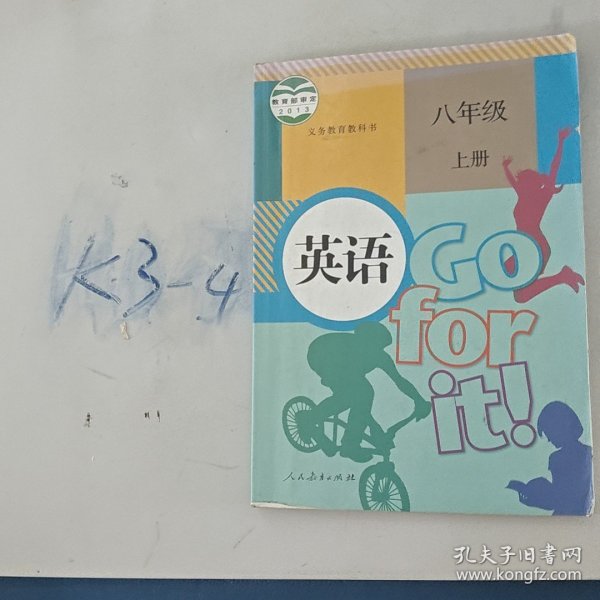 教育部审定
2013
义务教育教科书
八年级
上册
英语
Go
for
it!
人民教育出版社
K3-4
孔夫子旧书网
www.kongfz.com